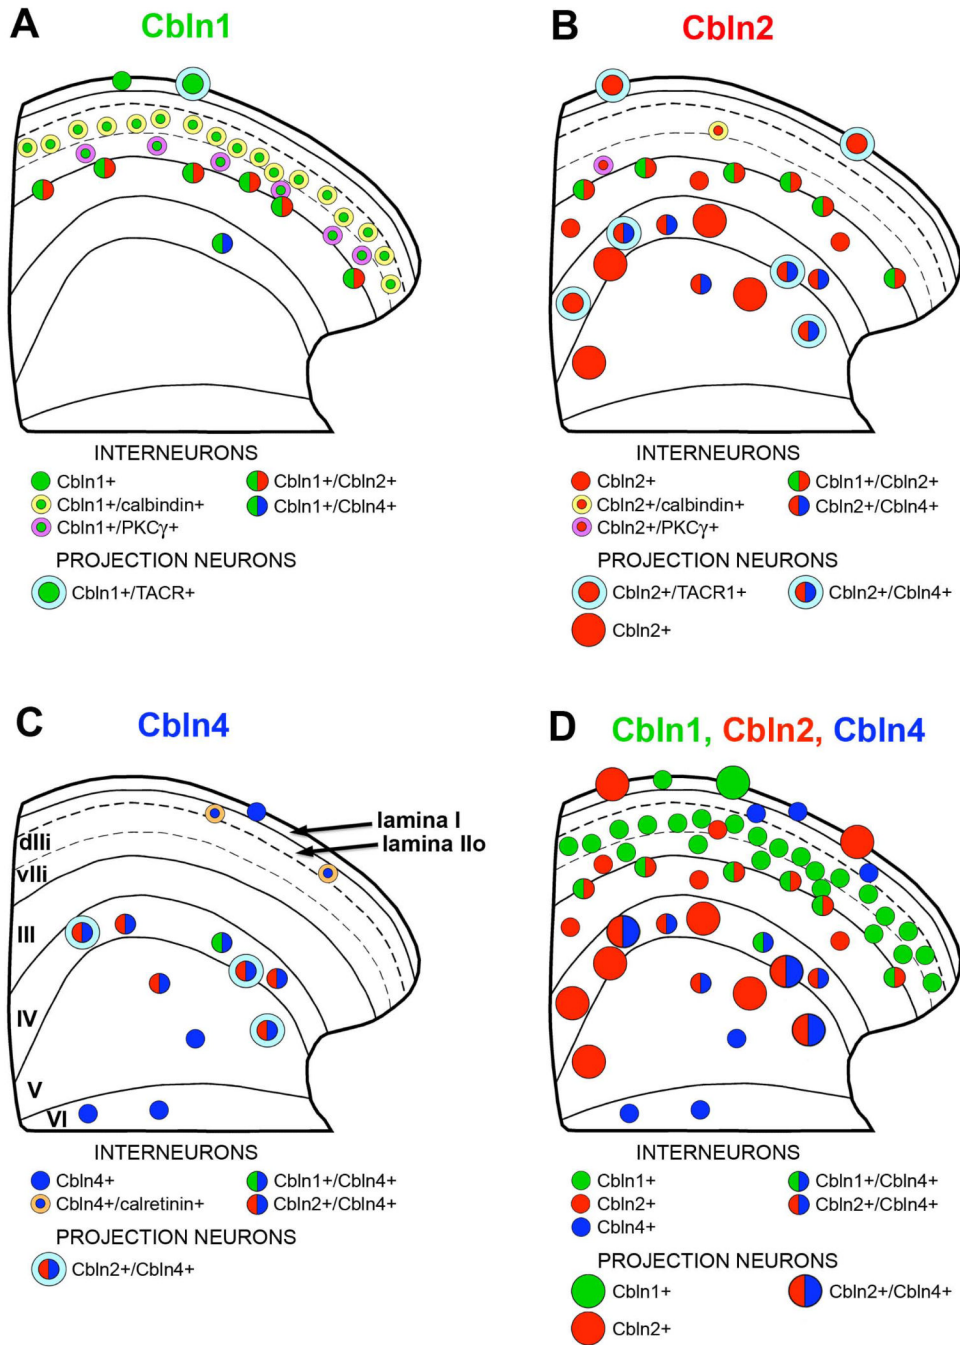 A
Cbln1
INTERNEURONS
Cbln1+
Cbln1+/Cbln2+
Cbln1+/calbindin+
Cbln1+/Cbln4+
Cbln1+/PKCγ+
PROJECTION NEURONS
Cbln1+/TACR+
B
Cbln2
INTERNEURONS
Cbln2+
Cbln1+/Cbln2+
Cbln2+/calbindin+
Cbln2+/Cbln4+
Cbln2+/PKCγ+
PROJECTION NEURONS
Cbln2+/TACR1+
Cbln2+/Cbln4+
Cbln2+
C
Cbln4
lamina I
lamina IIo
dIIi
vIIi
III
IV
V
VI
INTERNEURONS
Cbln4+
Cbln1+/Cbln4+
Cbln4+/calretinin+
Cbln2+/Cbln4+
PROJECTION NEURONS
Cbln2+/Cbln4+
D
Cbln1, Cbln2, Cbln4
INTERNEURONS
Cbln1+
Cbln1+/Cbln4+
Cbln2+
Cbln2+/Cbln4+
Cbln4+
PROJECTION NEURONS
Cbln1+
Cbln2+/Cbln4+
Cbln2+